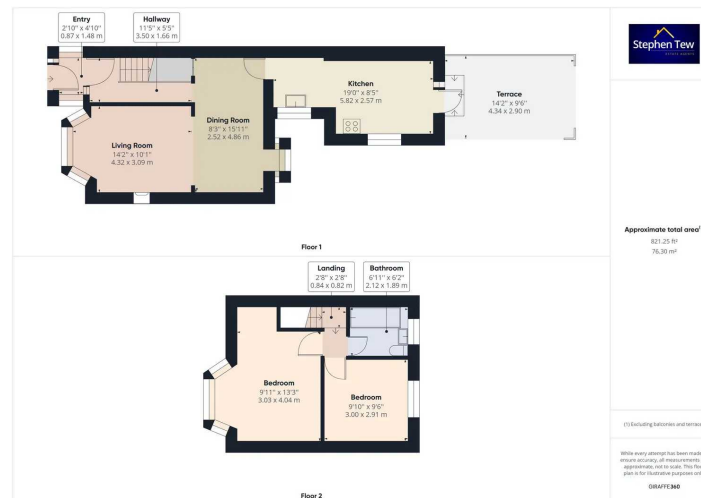 Entry
2'10" x 4'10"
0.87 x 1.48 m
Hallway
11'5" x 5'5"
3.50 x 1.66 m
Kitchen
19'0" x 8'5"
5.82 x 2.57 m
Terrace
14'2" x 9'6"
4.34 x 2.90 m
Dining Room
8'3" x 15'11"
2.52 x 4.86 m
Living Room
14'2" x 10'1"
4.32 x 3.09 m
Floor 1
Landing
2'8" x 2'8"
0.84 x 0.82 m
Bathroom
6'11" x 6'2"
2.12 x 1.89 m
Bedroom
9'11" x 13'3"
3.03 x 4.04 m
Bedroom
9'10" x 9'6"
3.00 x 2.91 m
Floor 2
Stephen Tew
Approximate total area
821.25 ft²
76.30 m²
(1) Excluding balconies and terrace
While every attempt has been made
ensure accuracy, all measurements
approximate, not to scale. This floo
plan is for illustrative purposes onl
GIRAFFE360